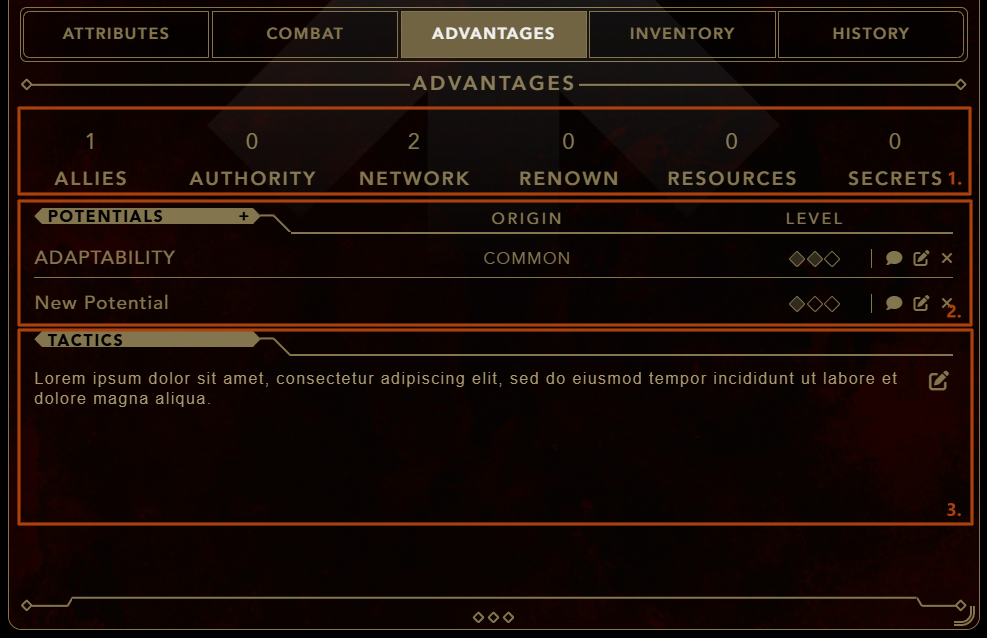 ATTRIBUTES COMBAT ADVANTAGES INVENTORY HISTORY
ADVANTAGES
1 0 2 0 0 0
ALLIES AUTHORITY NETWORK RENOWN RESOURCES SECRETS 1.
POTENTIALS + ORIGIN LEVEL
ADAPTABILITY COMMON
New Potential
2.
TACTICS
Lorem ipsum dolor sit amet, consectetur adipiscing elit, sed do eiusmod tempor incididunt ut labore et
dolore magna aliqua.
3.